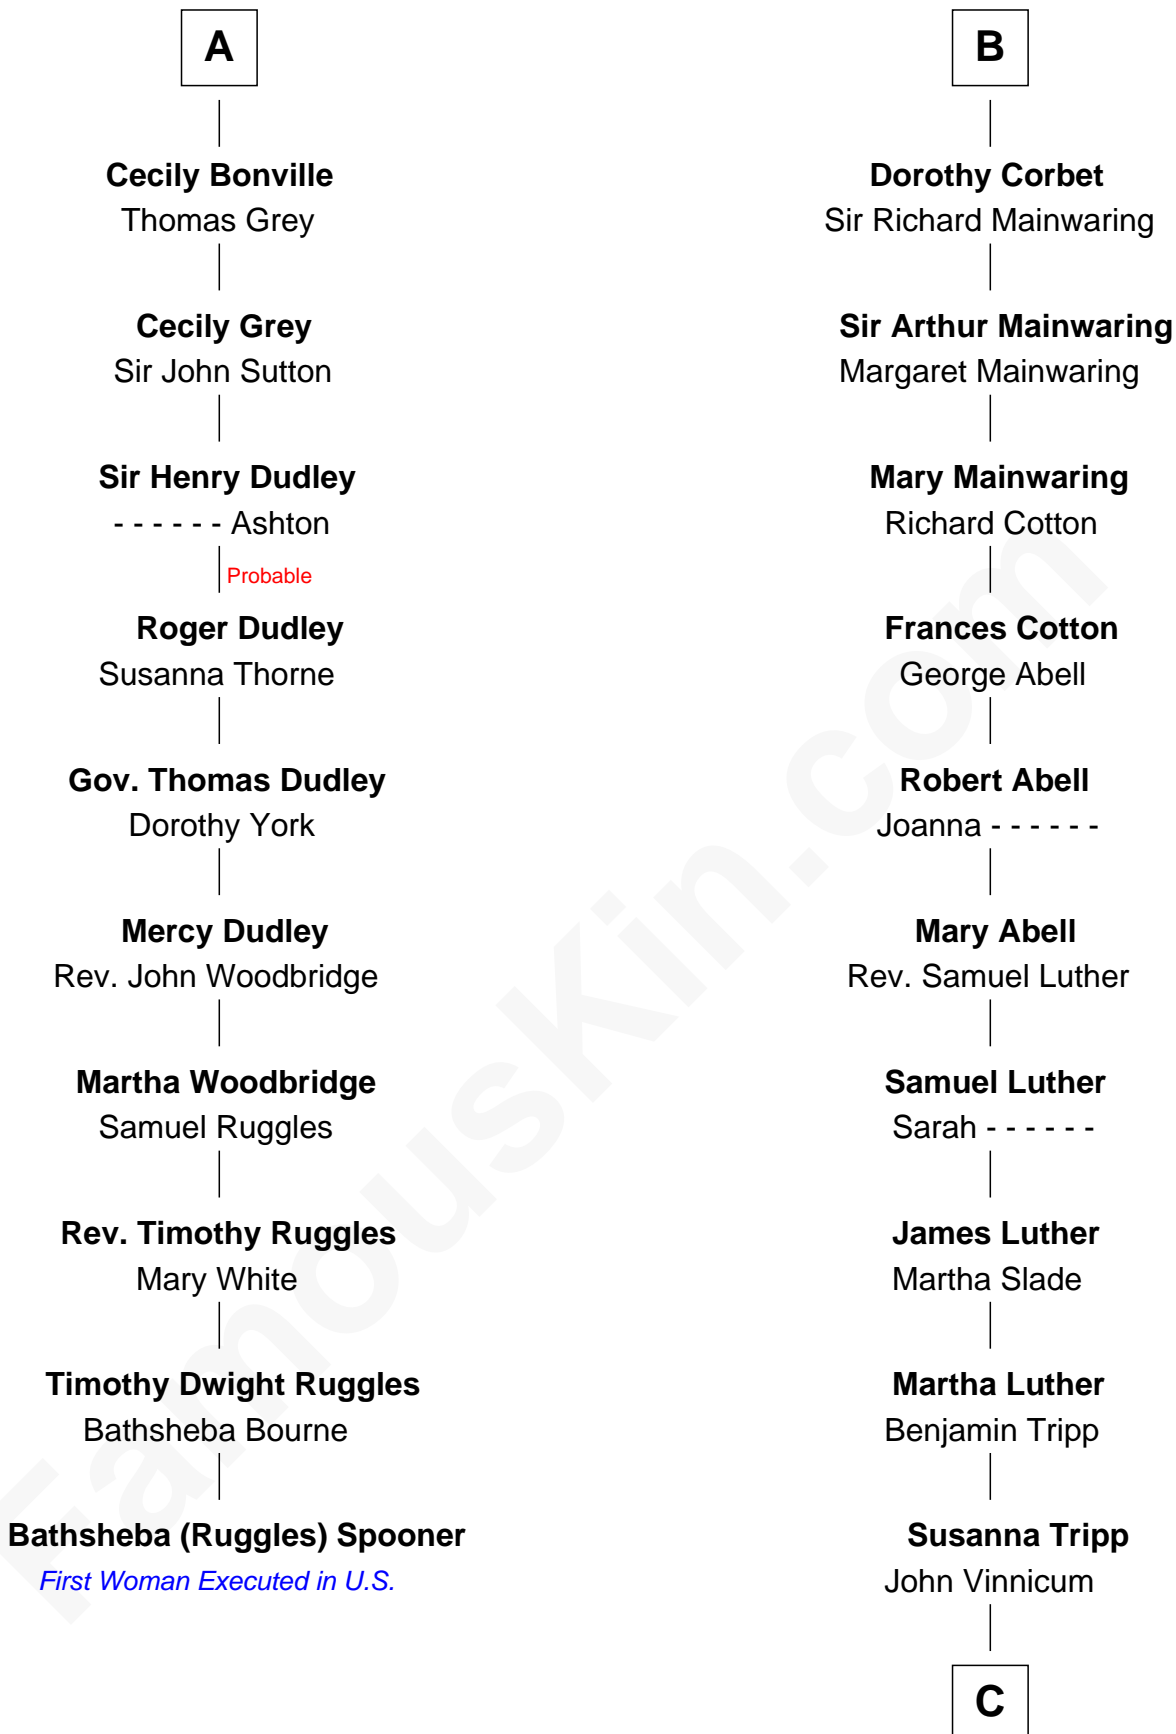 A
Cecily Bonville
Thomas Grey
Cecily Grey
Sir John Sutton
Sir Henry Dudley
- - - - - - Ashton
Probable
Roger Dudley
Susanna Thorne
Gov. Thomas Dudley
Dorothy York
Mercy Dudley
Rev. John Woodbridge
Martha Woodbridge
Samuel Ruggles
Rev. Timothy Ruggles
Mary White
Timothy Dwight Ruggles
Bathsheba Bourne
Bathsheba (Ruggles) Spooner
First Woman Executed in U.S.
B
Dorothy Corbet
Sir Richard Mainwaring
Sir Arthur Mainwaring
Margaret Mainwaring
Mary Mainwaring
Richard Cotton
Frances Cotton
George Abell
Robert Abell
Joanna - - - - - -
Mary Abell
Rev. Samuel Luther
Samuel Luther
Sarah - - - - - -
James Luther
Martha Slade
Martha Luther
Benjamin Tripp
Susanna Tripp
John Vinnicum
C
FamousKin.com